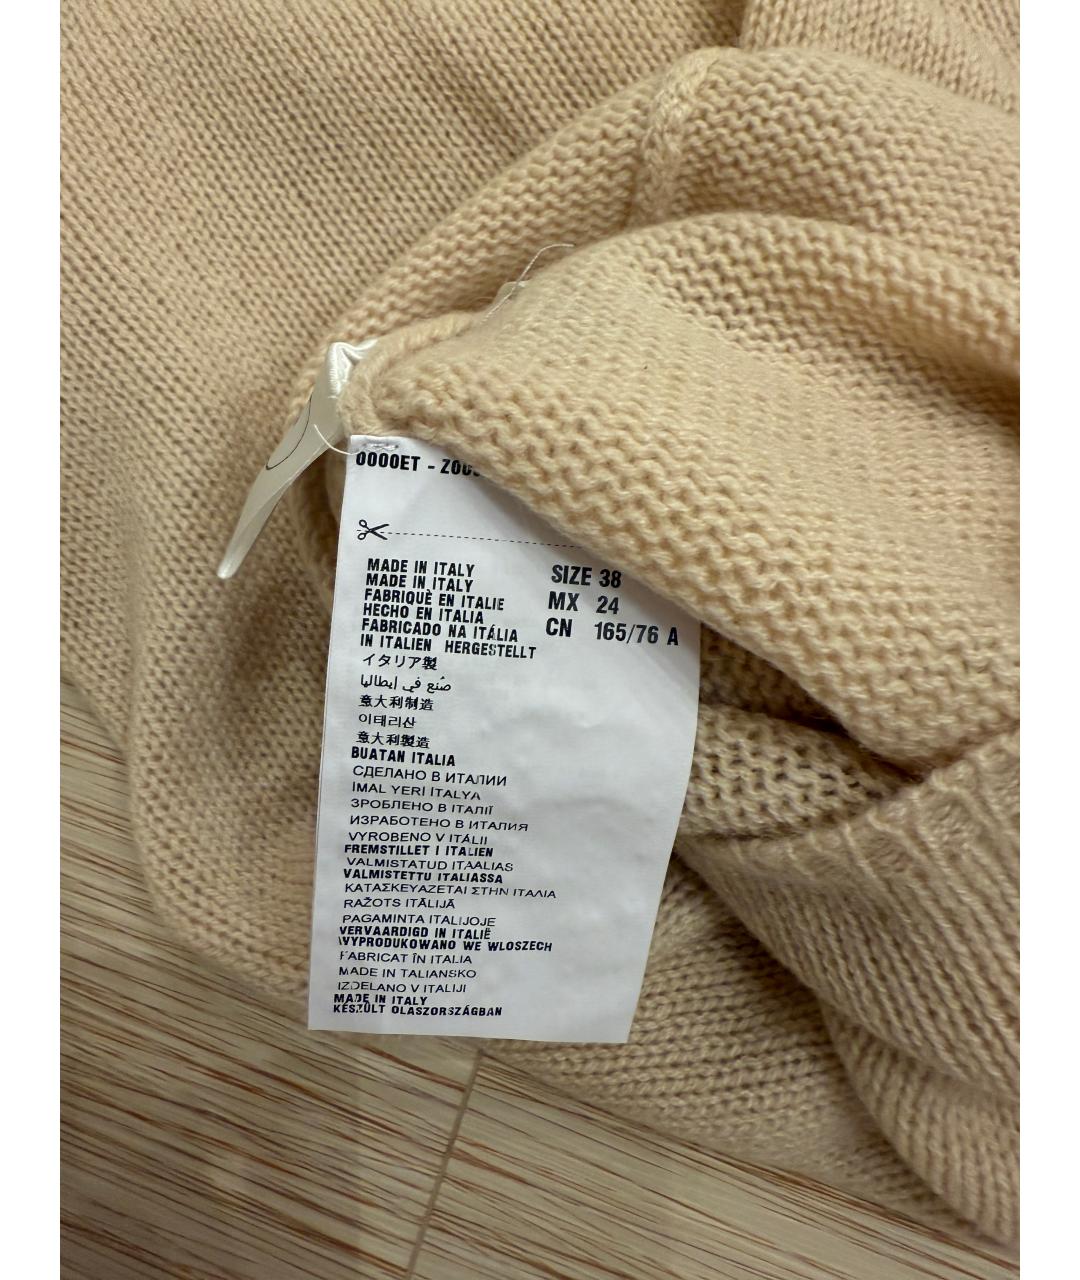 0000ET - Z00
MADE IN ITALY
MADE IN ITALY
FABRIQUÈ EN ITALIE
HECHO EN ITALIA
FABRICADO NA ITÁLIA
IN ITALIEN HERGESTELLT
イタリア製
صُنع في إيطاليا
意大利制造
이태리산
意大利製造
BUATAN ITALIA
СДЕЛАНО В ИТАЛИИ
IMAL YERI ITALYA
ЗРОБЛЕНО В ІТАЛІЇ
ИЗРАБОТЕНО В ИТАЛИЯ
VYROBENO V ITÁLII
FREMSTILLET I ITALIEN
VALMISTATUD ITAALIAS
VALMISTETTU ITALIASSA
ΚΑΤΑΣΚΕΥΑΖΕΤΑΙ ΣΤΗΝ ΙΤΑΛΙΑ
RAŽOTS ITĀLIJĀ
PAGAMINTA ITALIJOJE
VERVAARDIGD IN ITALIË
WYPRODUKOWANO WE WLOSZECH
FABRICAT ÎN ITALIA
MADE IN TALIANSKO
IZDELANO V ITALIJI
MADE IN ITALY
KÉSZÜLT OLASZORSZÁGBAN
SIZE 38
MX 24
CN 165/76 A